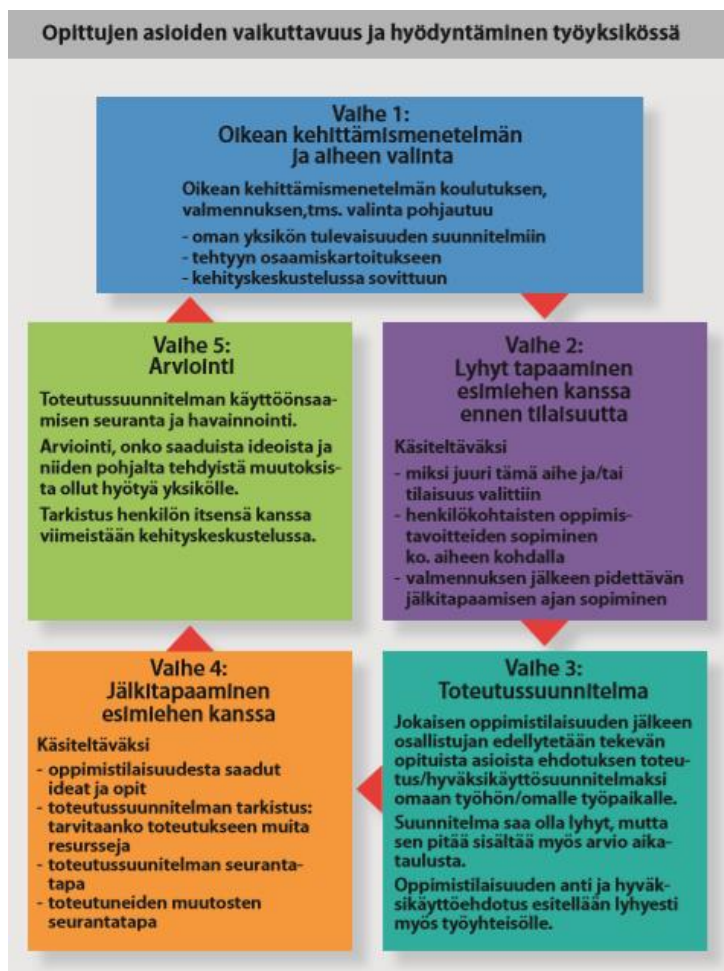 Opittujen asioiden vaikuttavuus ja hyödyntäminen työyksikössä
Vaihe 1:
Oikean kehittämismenetelmän
ja aiheen valinta
Oikean kehittämismenetelmän koulutuksen,
valmennuksen,tms. valinta pohjautuu
- oman yksikön tulevaisuuden suunnitelmiin
- tehtyyn osaamiskartoitukseen
- kehityskeskustelussa sovittuun
Vaihe 2:
Lyhyt tapaaminen
esimiehen kanssa
ennen tilaisuutta
Käsiteltäväksi
- miksi juuri tämä aihe ja/tai
tilaisuus valittiin
- henkilökohtaisten oppimis-
tavoitteiden sopiminen
ko. aiheen kohdalla
- valmennuksen jälkeen pidettävän
jälkitapaamisen ajan sopiminen
Vaihe 3:
Toteutussuunnitelma
Jokaisen oppimistilaisuuden jälkeen
osallistujan edellytetään tekevän
opituista asioista ehdotuksen toteu-
tus/hyväksikäyttösuunnitelmaksi
omaan työhön/omalle työpaikalle.
Suunnitelma saa olla lyhyt, mutta
sen pitää sisältää myös arvio aika-
taulusta.
Oppimistilaisuuden anti ja hyväk-
sikäyttöehdotus esitellään lyhyesti
myös työyhteisölle.
Vaihe 4:
Jälkitapaaminen
esimiehen kanssa
Käsiteltäväksi
- oppimistilaisuudesta saadut
ideat ja opit
- toteutussuunnitelman tarkistus:
tarvitaanko toteutukseen muita
resursseja
- toteutussuunitelman seuranta-
tapa
- toteutuneiden muutosten
seurantatapa
Vaihe 5:
Arviointi
Toteutussuunnitelman käyttöönsaa-
misen seuranta ja havainnointi.
Arviointi, onko saaduista ideoista ja
niiden pohjalta tehdyistä muutoksis-
ta ollut hyötyä yksikölle.
Tarkistus henkilön itsensä kanssa
viimeistään kehityskeskustelussa.